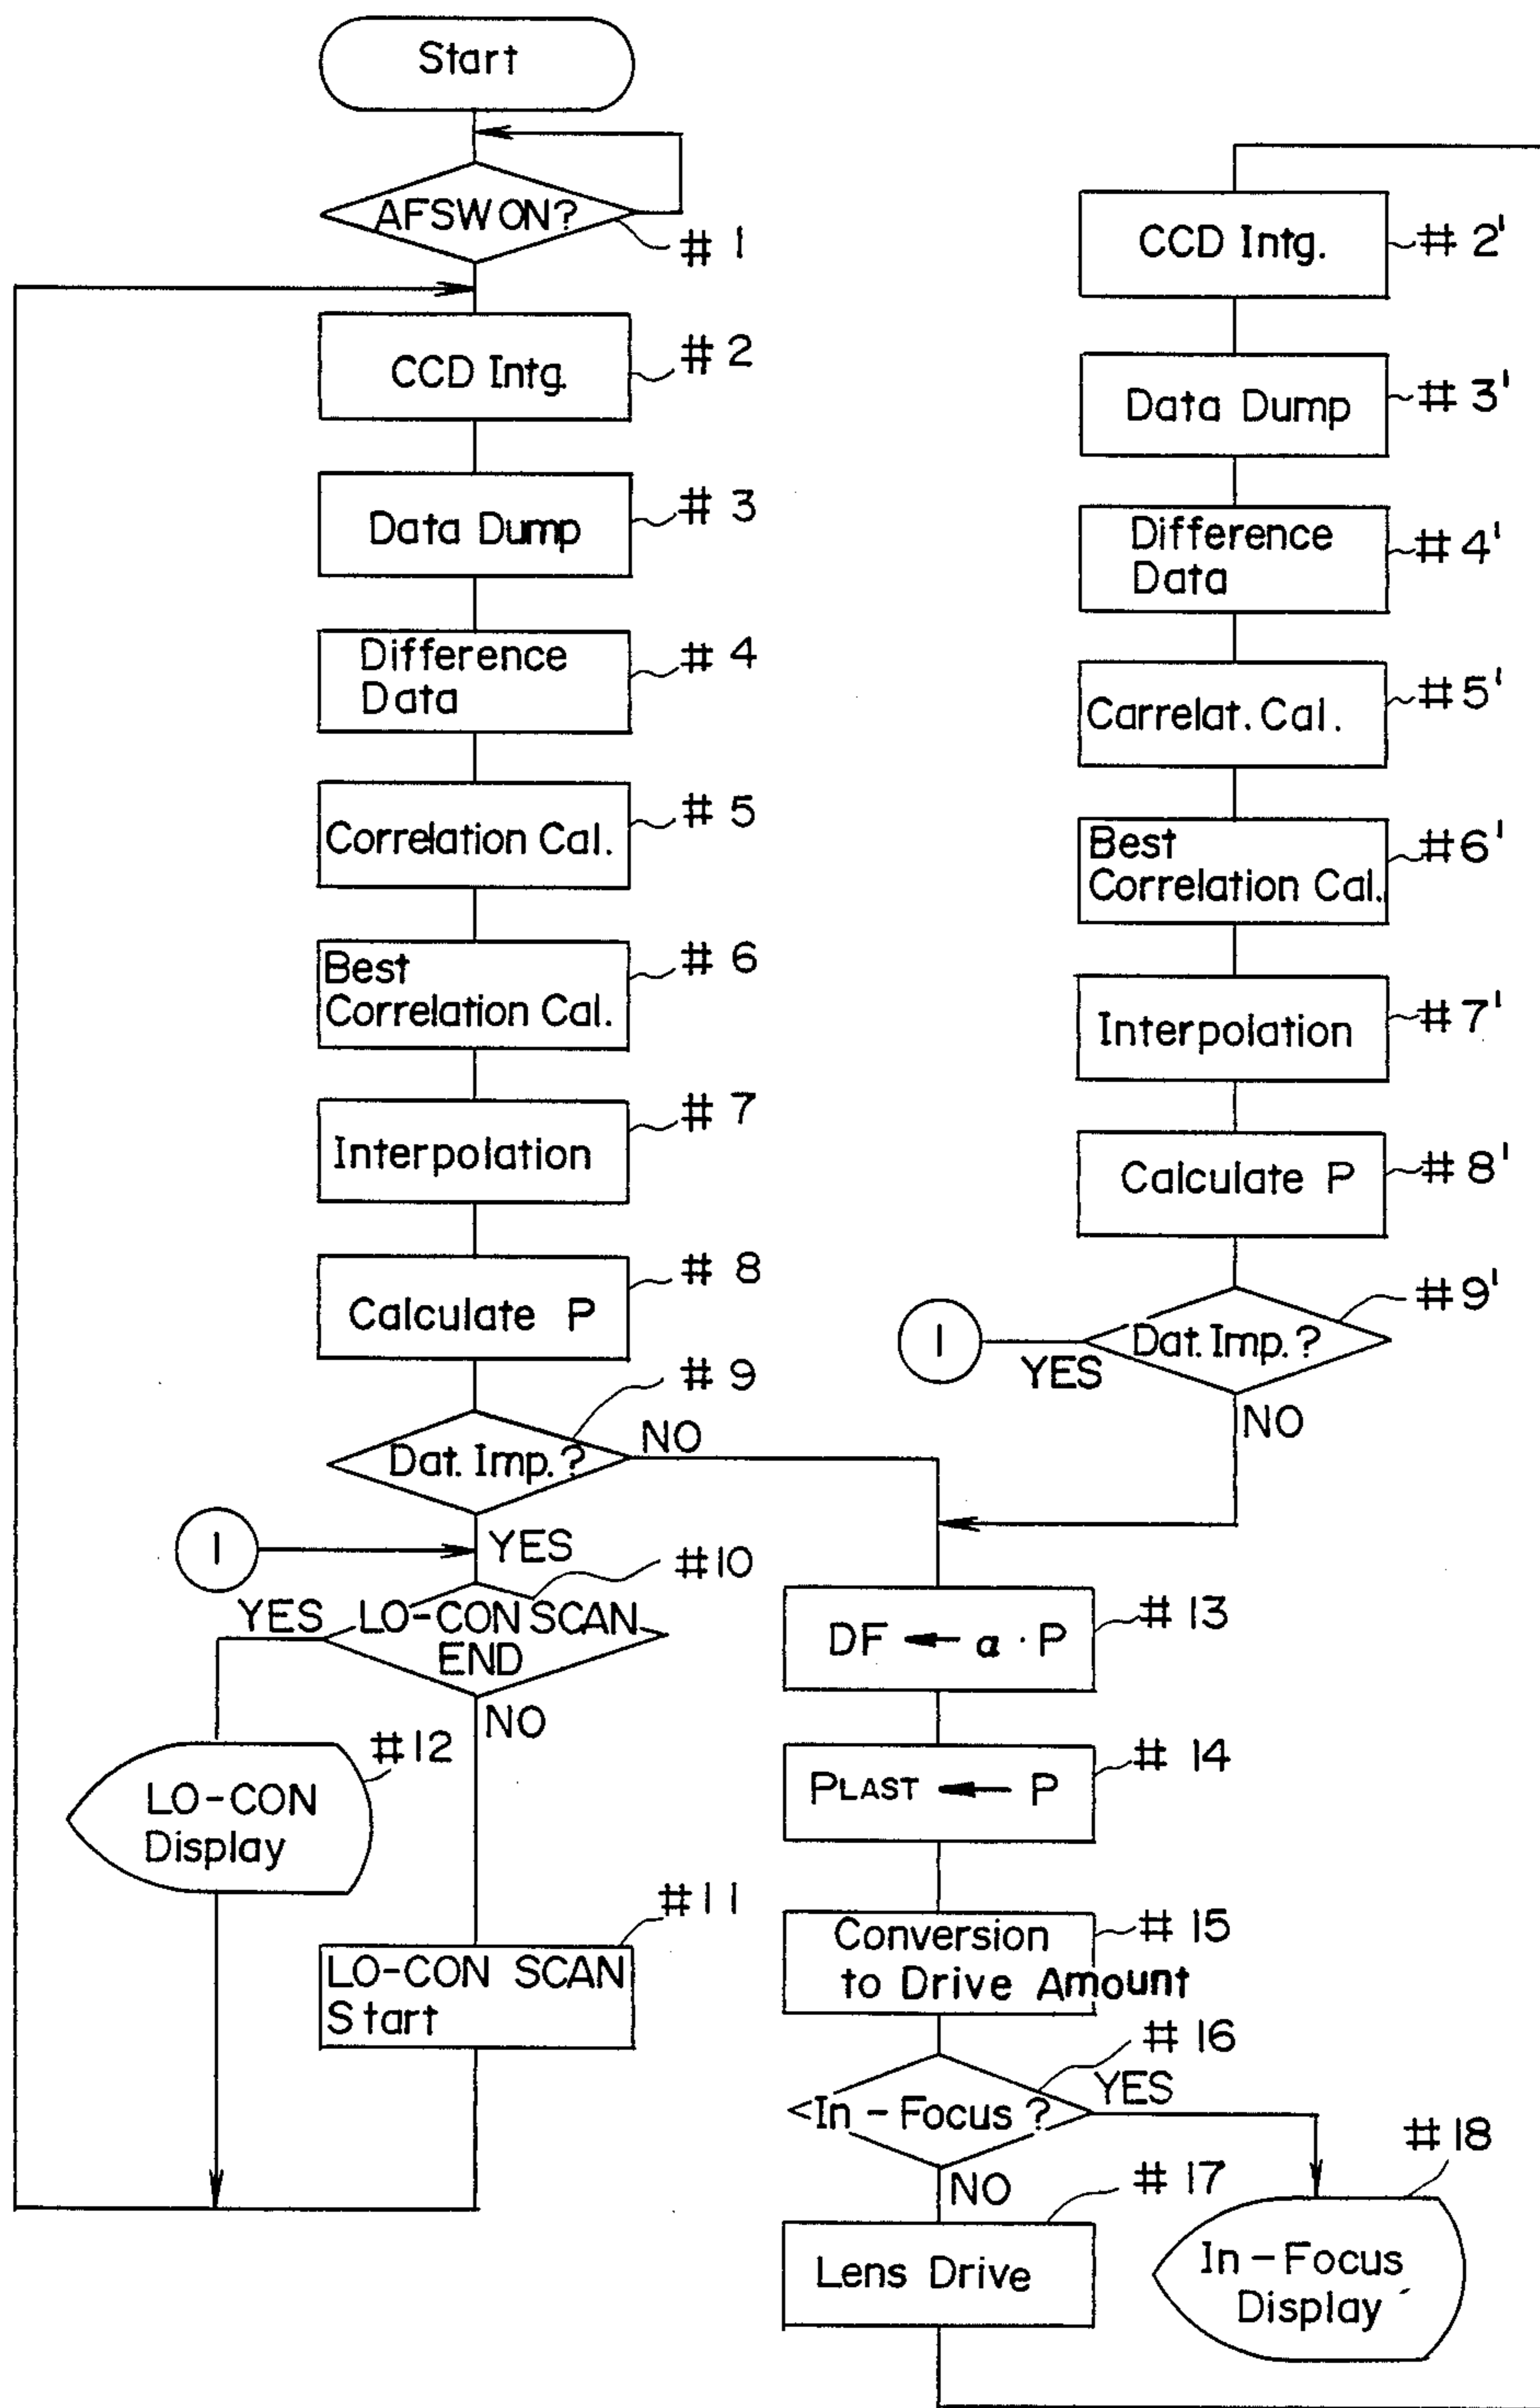 Start
AFSW ON?
# 1
CCD Intg.
# 2
Data Dump
# 3
Difference
Data
# 4
Correlation Cal.
# 5
Best
Correlation Cal.
# 6
Interpolation
# 7
Calculate P
# 8
Dat. Imp.?
# 9
NO
YES
1
LO-CON SCAN
END
#10
YES
NO
LO-CON
Display
#12
LO-CON SCAN
Start
#11
CCD Intg.
# 2'
Data Dump
# 3'
Difference
Data
#4'
Carrelat. Cal.
#5'
Best
Correlation Cal.
#6'
Interpolation
#7'
Calculate P
#8'
Dat. Imp.?
#9'
1
YES
NO
DF ← α · P
# 13
PLAST ← P
# 14
Conversion
to Drive Amount
# 15
<In-Focus?
# 16
YES
NO
Lens Drive
# 17
In-Focus
Display
#18